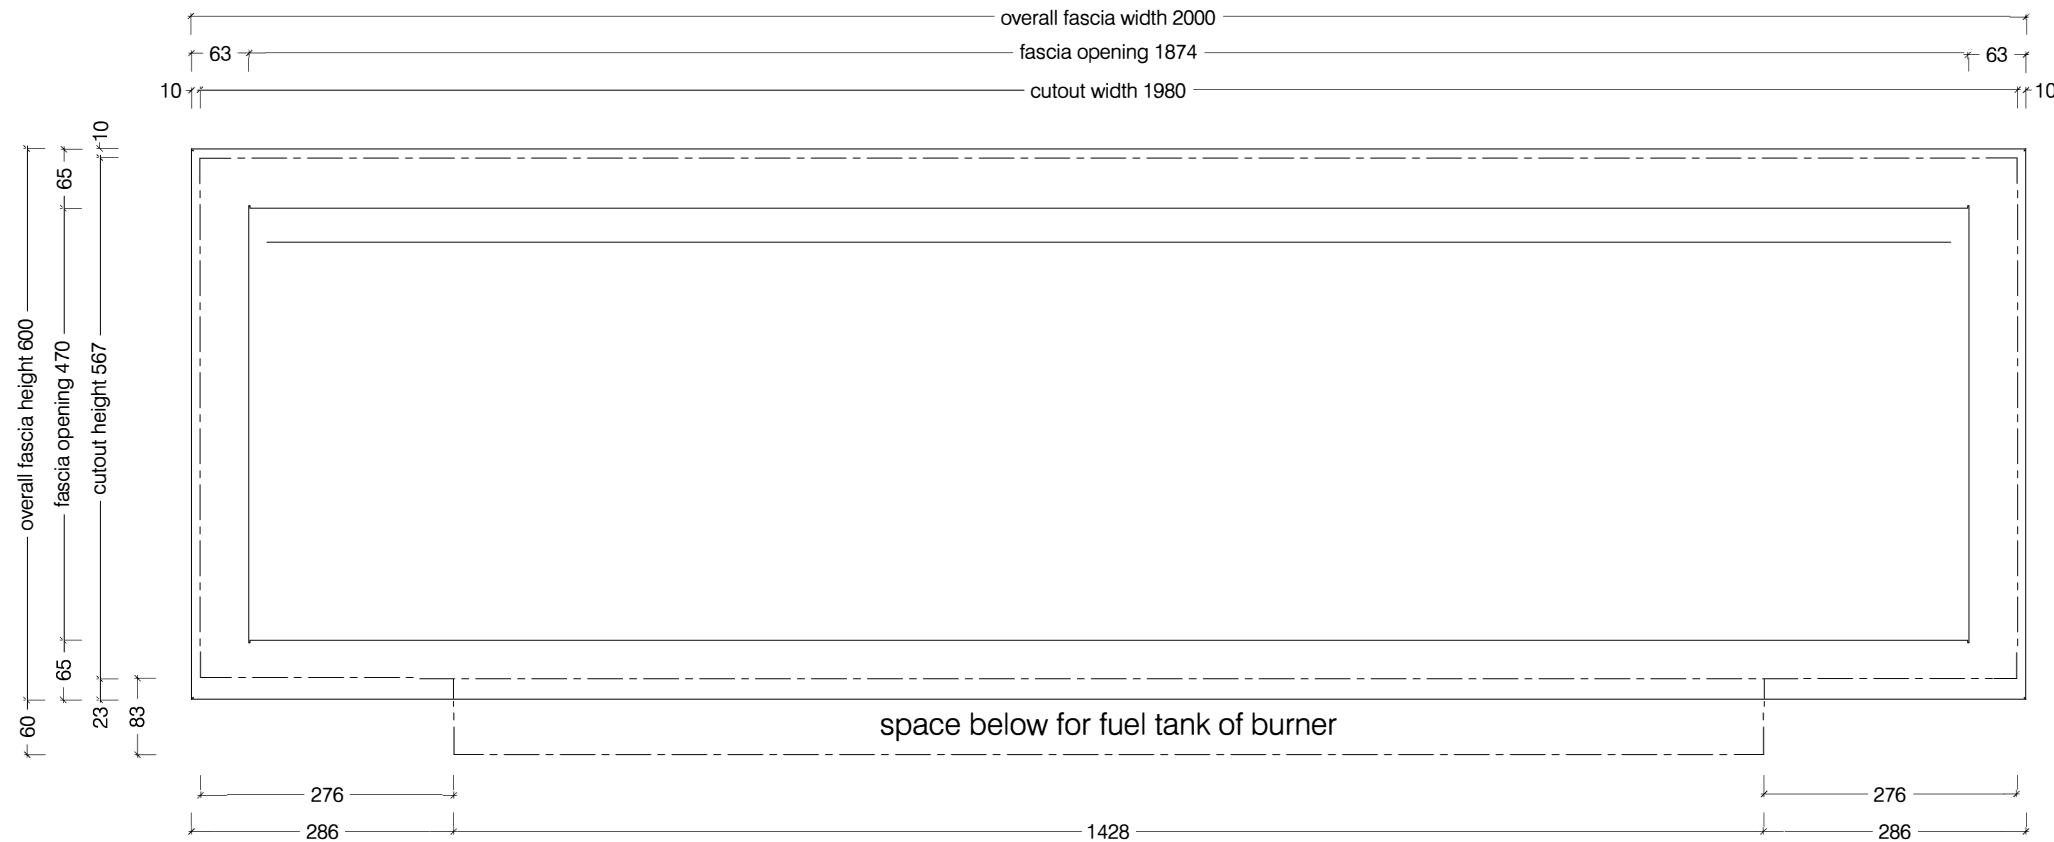 overall fascia width 2000
63
fascia opening 1874
63
10
cutout width 1980
10
10
65
overall fascia height 600
fascia opening 470
cutout height 567
65
60
23
83
space below for fuel tank of burner
276
276
286
1428
286